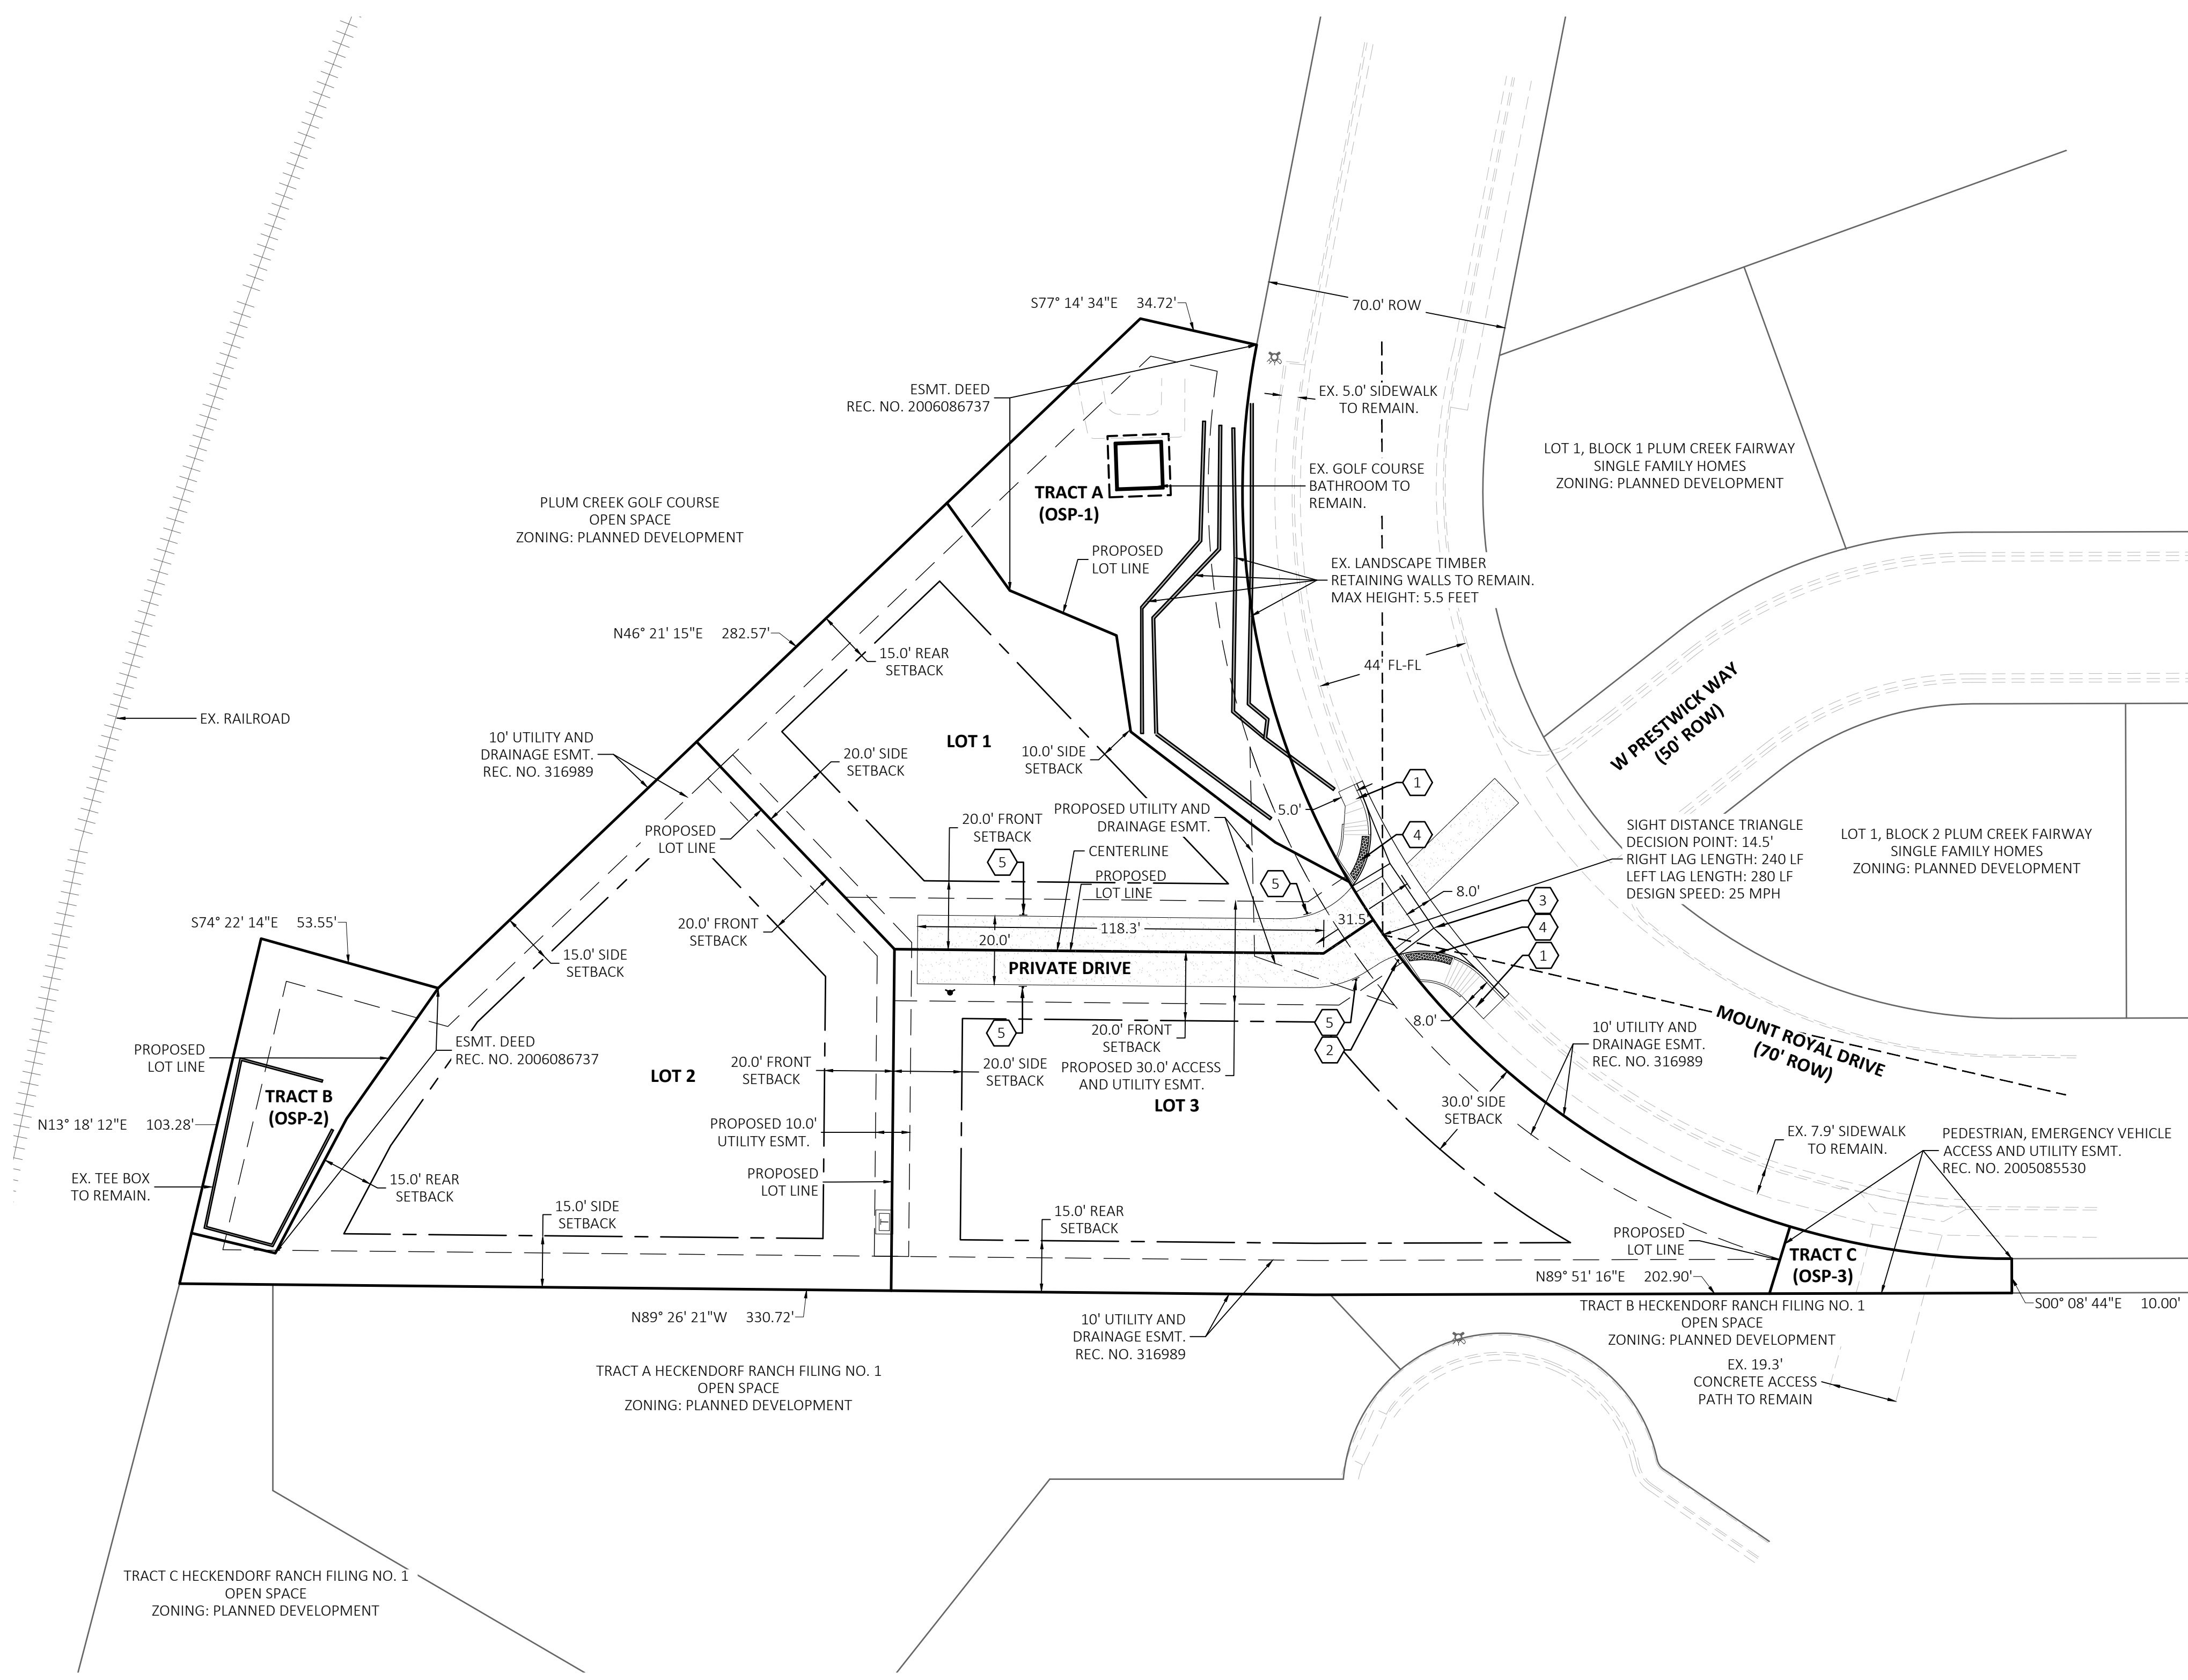 S77° 14' 34"E 34.72'
70.0' ROW
ESMT. DEED
REC. NO. 2006086737
EX. 5.0' SIDEWALK
TO REMAIN.
LOT 1, BLOCK 1 PLUM CREEK FAIRWAY
SINGLE FAMILY HOMES
ZONING: PLANNED DEVELOPMENT
EX. GOLF COURSE
BATHROOM TO
REMAIN.
TRACT A
(OSP-1)
PLUM CREEK GOLF COURSE
OPEN SPACE
ZONING: PLANNED DEVELOPMENT
PROPOSED
LOT LINE
EX. LANDSCAPE TIMBER
RETAINING WALLS TO REMAIN.
MAX HEIGHT: 5.5 FEET
N46° 21' 15"E 282.57'
15.0' REAR
SETBACK
44' FL-FL
W PRESTWICK WAY
(50' ROW)
EX. RAILROAD
10' UTILITY AND
DRAINAGE ESMT.
REC. NO. 316989
LOT 1
20.0' SIDE
SETBACK
10.0' SIDE
SETBACK
1
5.0'
PROPOSED UTILITY AND
DRAINAGE ESMT.
20.0' FRONT
SETBACK
PROPOSED
LOT LINE
4
SIGHT DISTANCE TRIANGLE
DECISION POINT: 14.5'
RIGHT LAG LENGTH: 240 LF
LEFT LAG LENGTH: 280 LF
DESIGN SPEED: 25 MPH
LOT 1, BLOCK 2 PLUM CREEK FAIRWAY
SINGLE FAMILY HOMES
ZONING: PLANNED DEVELOPMENT
CENTERLINE
5
PROPOSED
LOT LINE
5
8.0'
3
4
1
S74° 22' 14"E 53.55'
20.0' FRONT
SETBACK
118.3'
31.5'
20.0'
15.0' SIDE
SETBACK
PRIVATE DRIVE
MOUNT ROYAL DRIVE
(70' ROW)
5
20.0' FRONT
SETBACK
5
2
8.0'
10' UTILITY AND
DRAINAGE ESMT.
REC. NO. 316989
PROPOSED
LOT LINE
ESMT. DEED
REC. NO. 2006086737
20.0' FRONT
SETBACK
20.0' SIDE
SETBACK
PROPOSED 30.0' ACCESS
AND UTILITY ESMT.
LOT 2
LOT 3
TRACT B
(OSP-2)
30.0' SIDE
SETBACK
N13° 18' 12"E 103.28'
PROPOSED 10.0'
UTILITY ESMT.
EX. 7.9' SIDEWALK
TO REMAIN.
PEDESTRIAN, EMERGENCY VEHICLE
ACCESS AND UTILITY ESMT.
REC. NO. 2005085530
EX. TEE BOX
TO REMAIN.
15.0' REAR
SETBACK
PROPOSED
LOT LINE
15.0' SIDE
SETBACK
15.0' REAR
SETBACK
PROPOSED
LOT LINE
TRACT C
(OSP-3)
N89° 51' 16"E 202.90'
S00° 08' 44"E 10.00'
N89° 26' 21"W 330.72'
10' UTILITY AND
DRAINAGE ESMT.
REC. NO. 316989
TRACT B HECKENDORF RANCH FILING NO. 1
OPEN SPACE
ZONING: PLANNED DEVELOPMENT
EX. 19.3'
CONCRETE ACCESS
PATH TO REMAIN
TRACT A HECKENDORF RANCH FILING NO. 1
OPEN SPACE
ZONING: PLANNED DEVELOPMENT
TRACT C HECKENDORF RANCH FILING NO. 1
OPEN SPACE
ZONING: PLANNED DEVELOPMENT